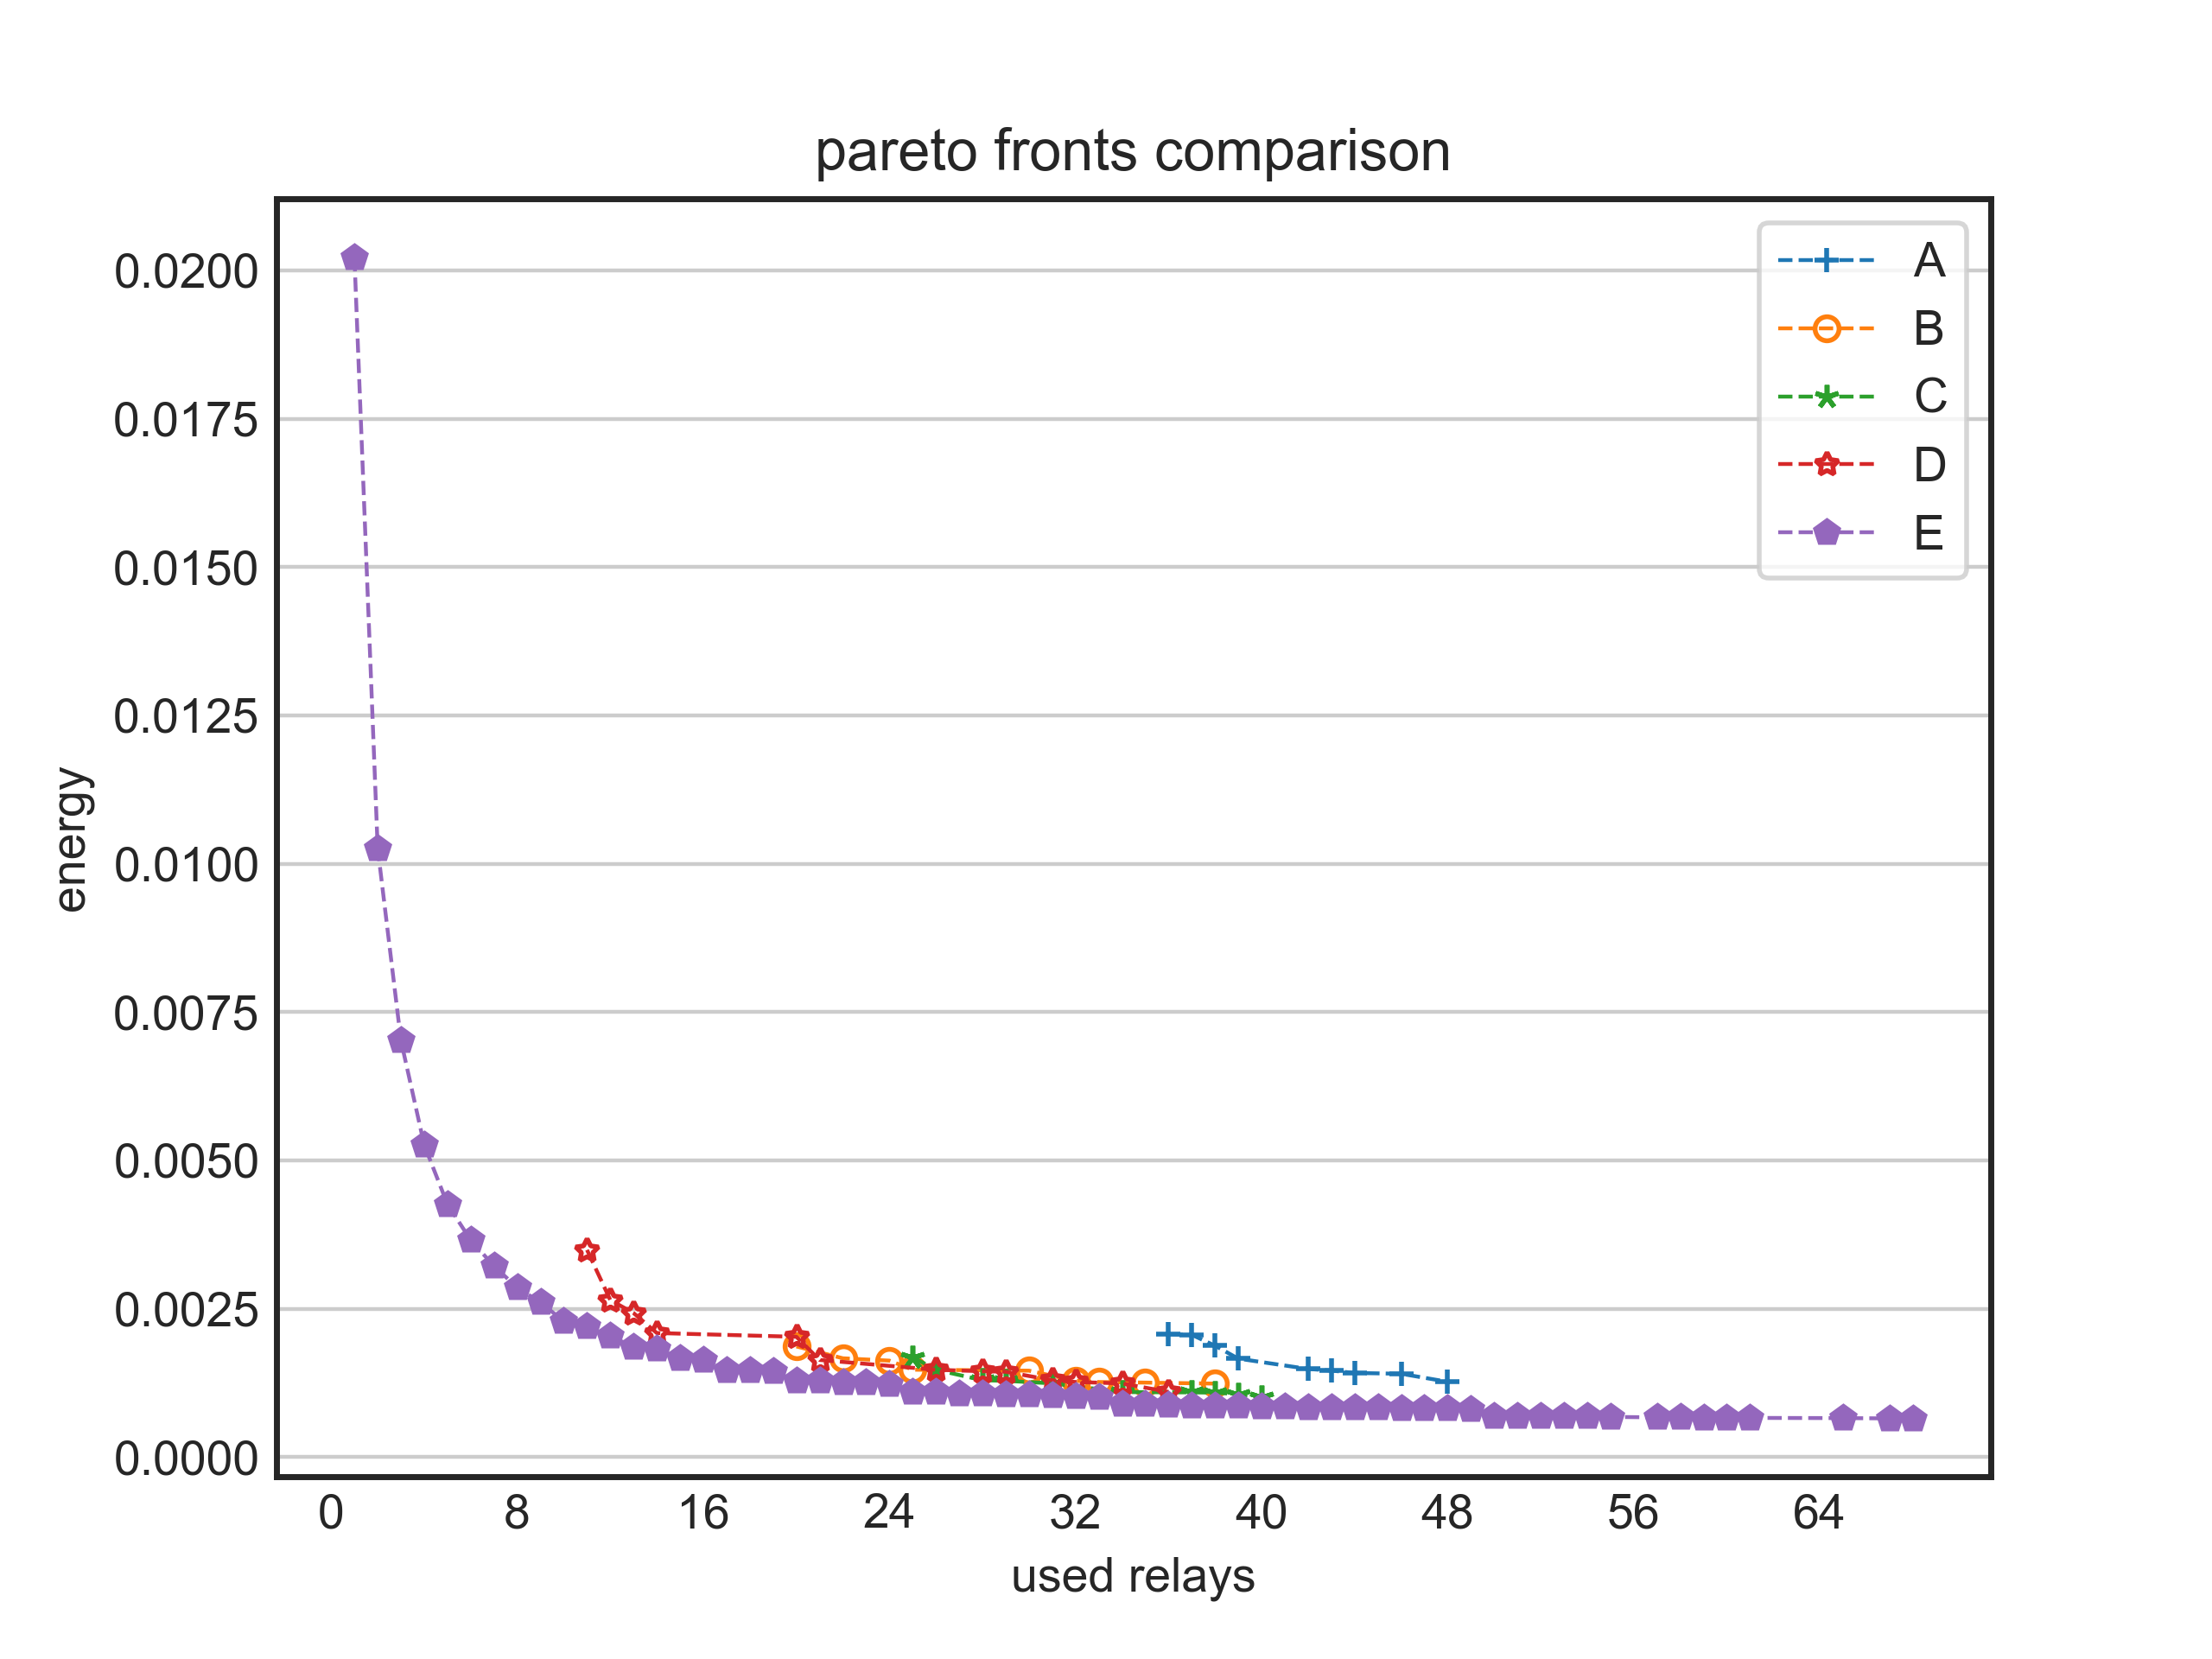 pareto fronts comparison
A
B
C
D
E
0.0200
0.0175
0.0150
0.0125
0.0100
0.0075
0.0050
0.0025
0.0000
energy
0 8 16 24 32 40 48 56 64
used relays